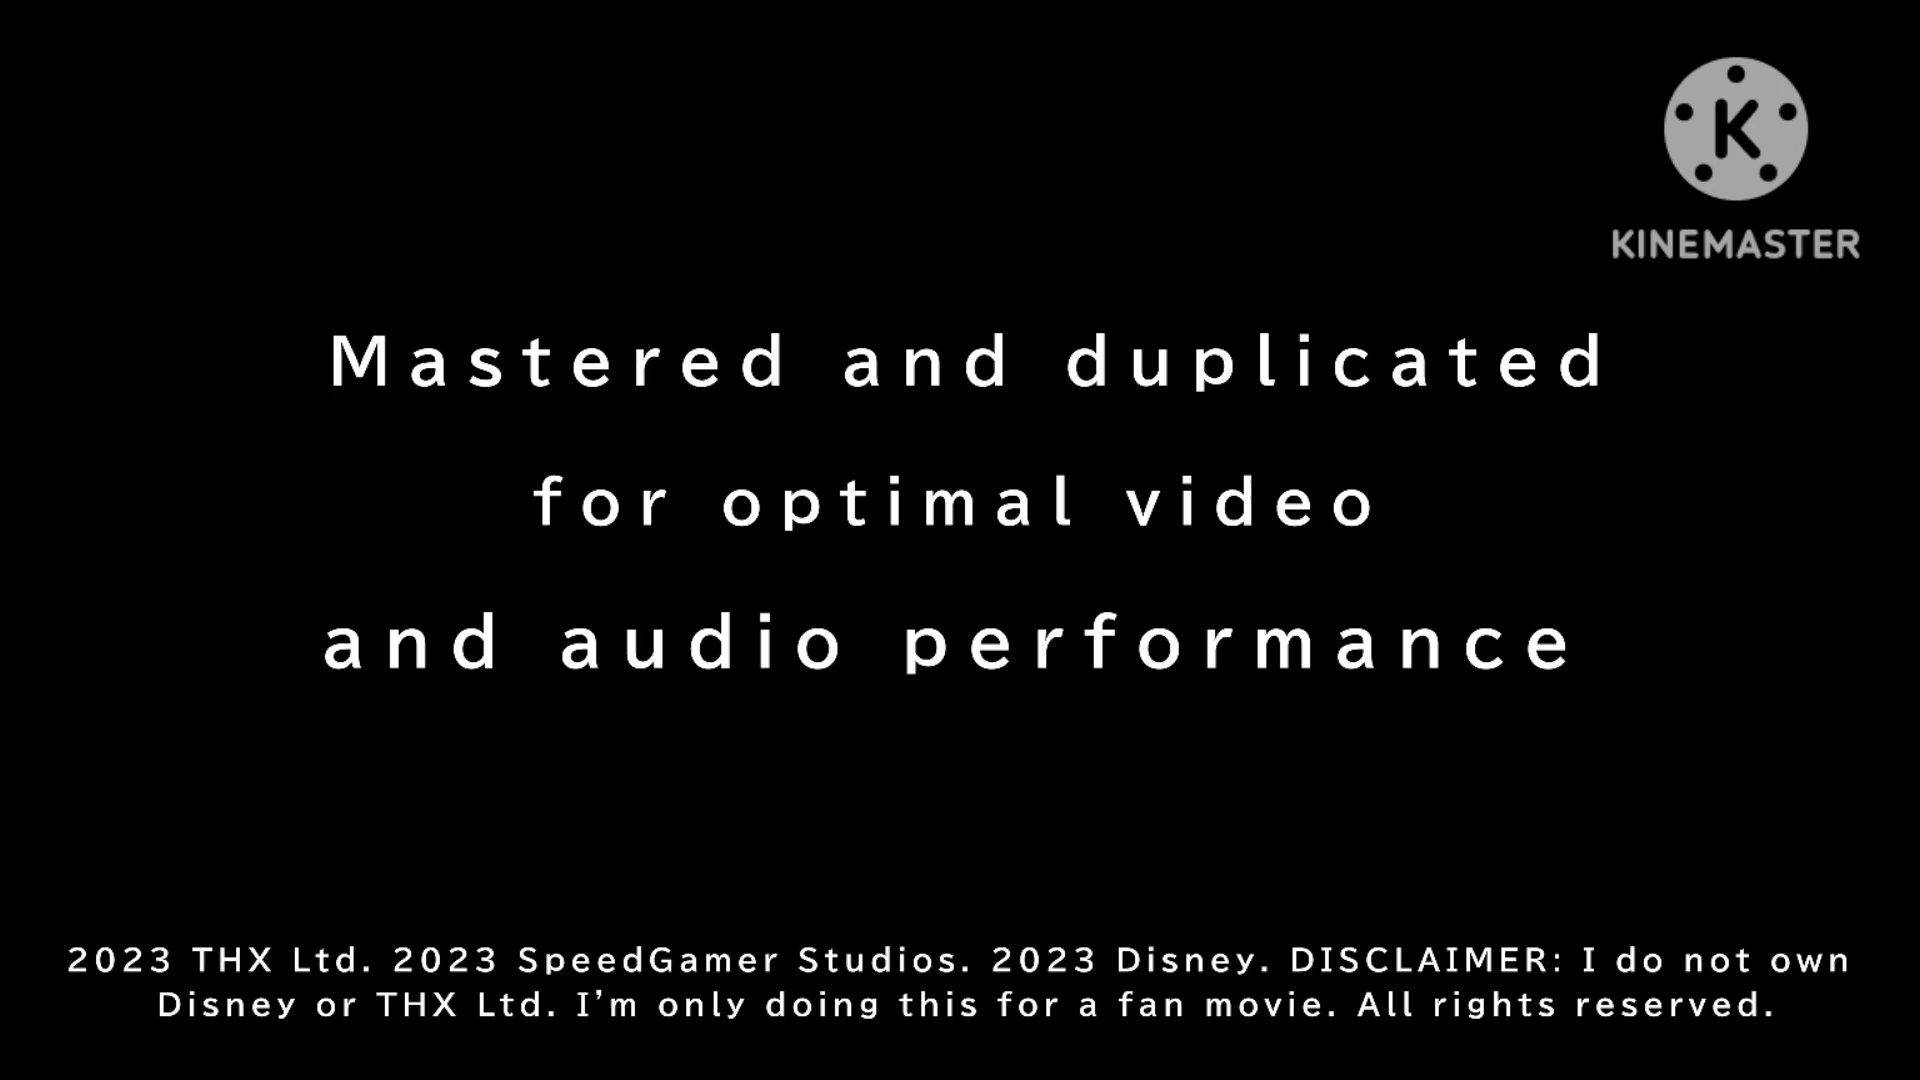 K
KINEMASTER
Mastered and duplicated
for optimal video
and audio performance
2023 THX Ltd. 2023 SpeedGamer Studios. 2023 Disney. DISCLAIMER: I do not own
Disney or THX Ltd. I’m only doing this for a fan movie. All rights reserved.